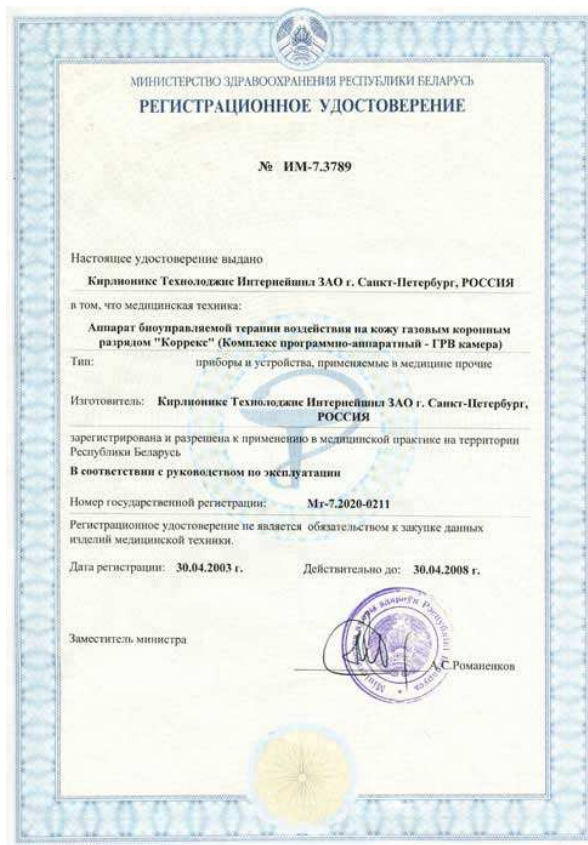 МИНИСТЕРСТВО ЗДРАВООХРАНЕНИЯ РЕСПУБЛИКИ БЕЛАРУСЬ
РЕГИСТРАЦИОННОЕ УДОСТОВЕРЕНИЕ
№ ИМ-7.3789
Настоящее удостоверение выдано
Кирлионикс Технолоджис Интернейшнл ЗАО г. Санкт-Петербург, РОССИЯ
в том, что медицинская техника:
Аппарат биоуправляемой терапии воздействия на кожу газовым коронным
разрядом "Коррекс" (Комплекс программно-аппаратный - ГРВ камера)
Тип: приборы и устройства, применяемые в медицине прочие
Изготовитель: Кирлионикс Технолоджис Интернейшнл ЗАО г. Санкт-Петербург,
РОССИЯ
зарегистрирована и разрешена к применению в медицинской практике на территории
Республики Беларусь
В соответствии с руководством по эксплуатации
Номер государственной регистрации: Мт-7.2020-0211
Регистрационное удостоверение не является обязательством к закупке данных
изделий медицинской техники.
Дата регистрации: 30.04.2003 г. Действительно до: 30.04.2008 г.
Заместитель министра
А.С.Романенков